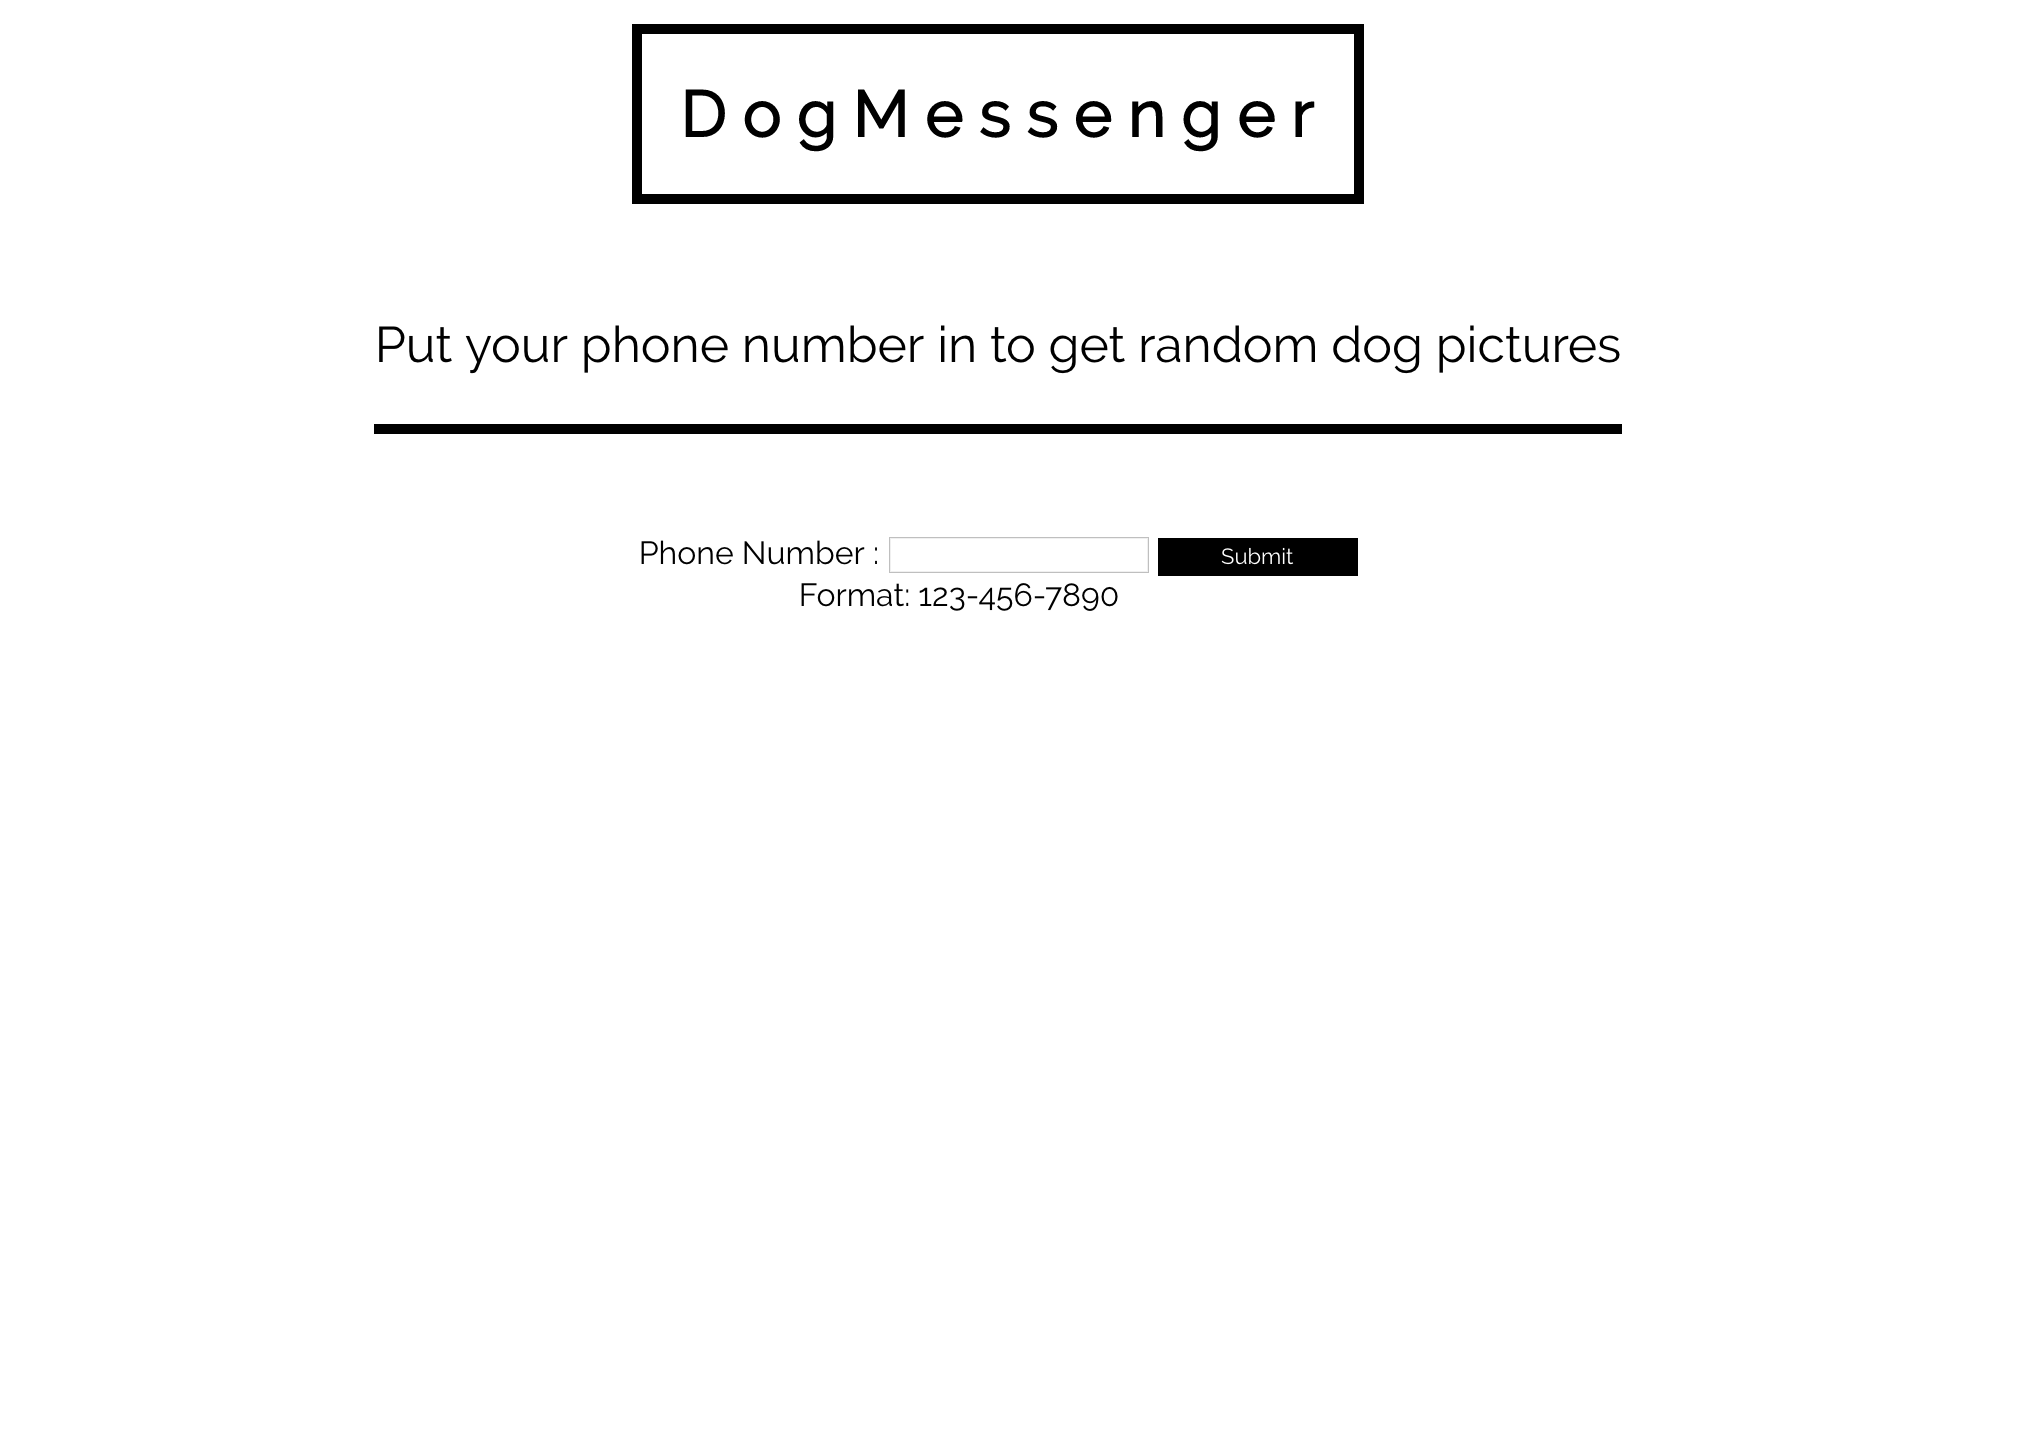 DogMessenger
Put your phone number in to get random dog pictures
Phone Number : Submit
Format: 123-456-7890